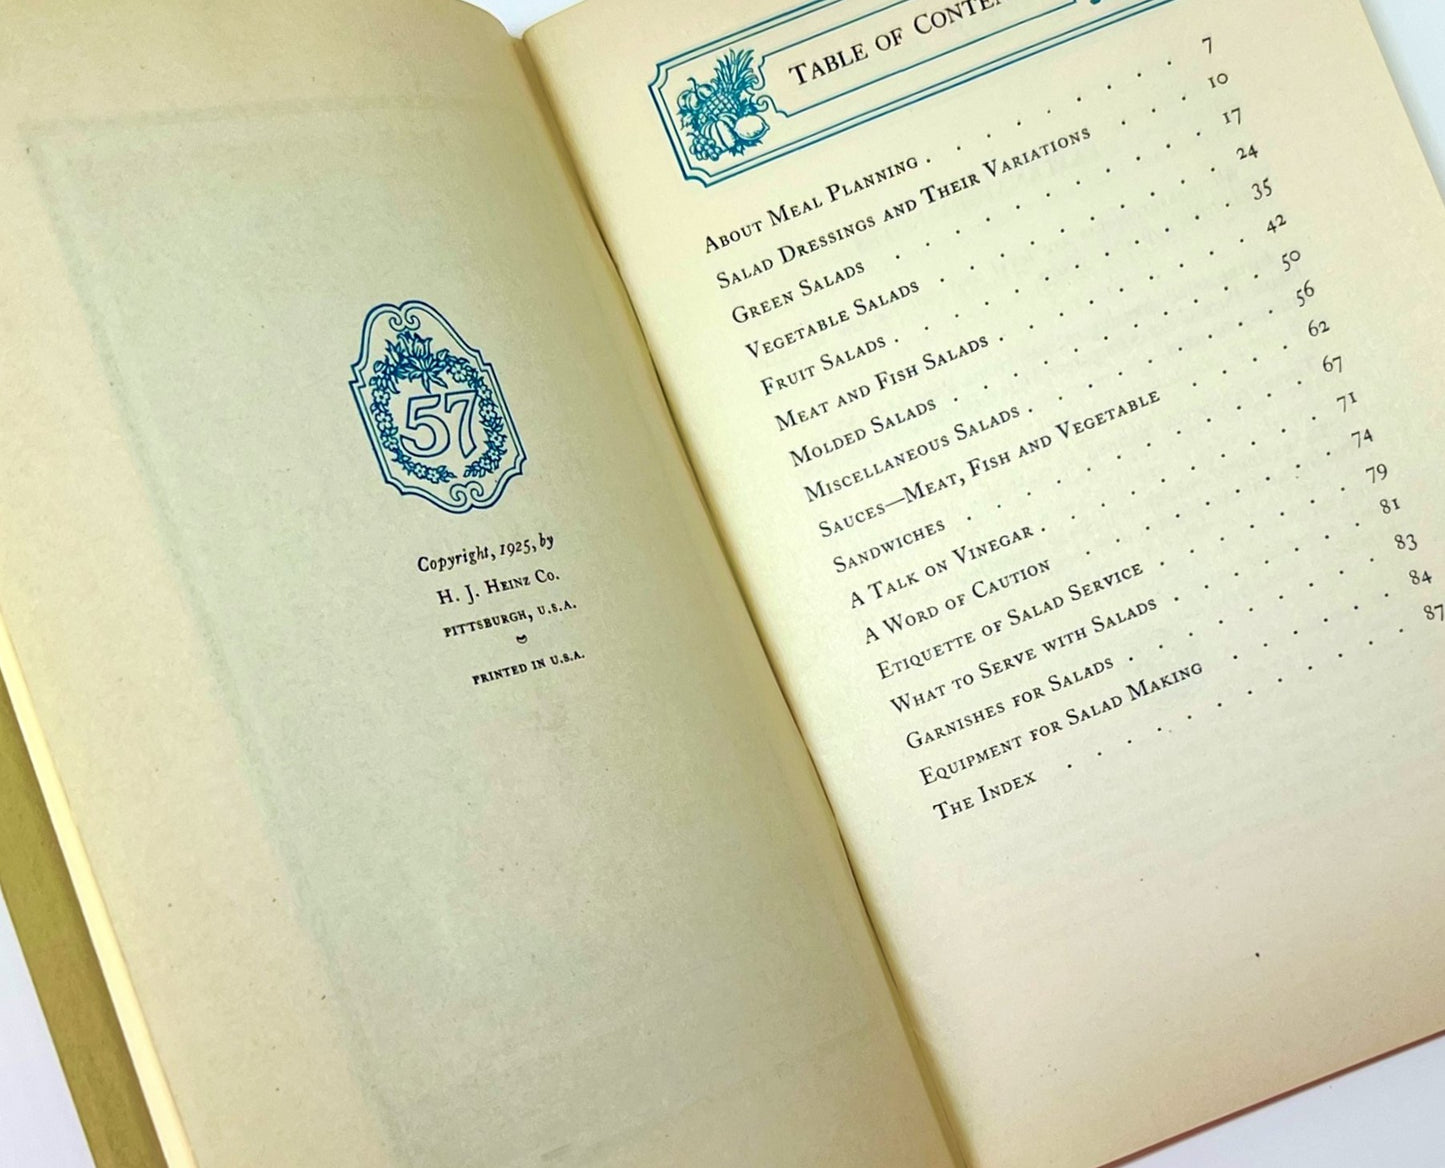 57
Copyright, 1925, by
H. J. Heinz Co.
PITTSBURGH, U.S.A.
PRINTED IN U.S.A.
Table of
About Meal Planning . . . . . . . . 7
Salad Dressings and Their Variations . . . 10
Green Salads . . . . . . . . . . . 17
Vegetable Salads . . . . . . . . . . 24
Fruit Salads . . . . . . . . . . . 35
Meat and Fish Salads . . . . . . . . 42
Molded Salads . . . . . . . . . . 50
Miscellaneous Salads . . . . . . . . 56
Sauces—Meat, Fish and Vegetable . . . . 62
Sandwiches . . . . . . . . . . . 67
A Talk on Vinegar . . . . . . . . . 71
A Word of Caution . . . . . . . . . 74
Etiquette of Salad Service . . . . . . 79
What to Serve with Salads . . . . . . 81
Garnishes for Salads . . . . . . . . 83
Equipment for Salad Making . . . . . . 84
The Index . . . . . . . . . . . . 87